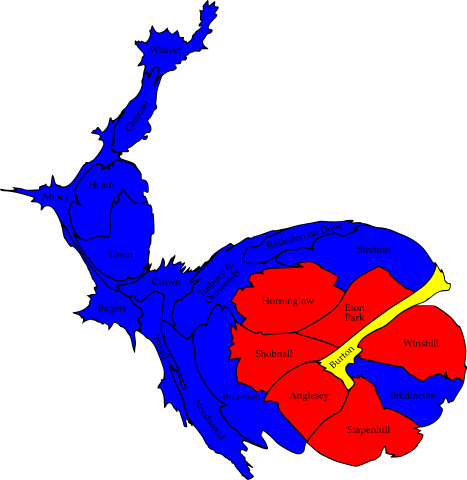 Weaver
Churnet
Heath
Abbey
Town
Rolleston on Dove
Stretton
Crown
Tutbury &
Outwoods
Bagots
Horninglow
Eton
Park
Yoxall
Shobnall
Burton
Winshill
Branston
Anglesey
Brizlincote
Needwood
Stapenhill